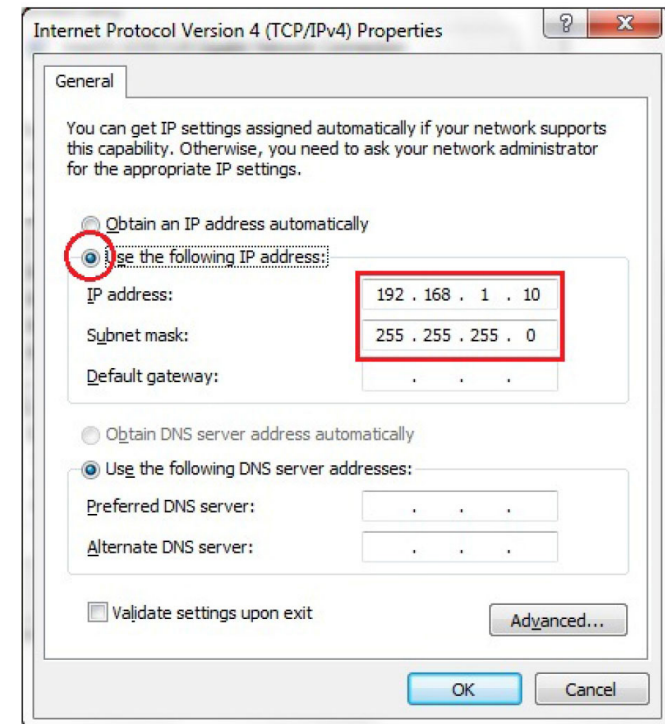 Internet Protocol Version 4 (TCP/IPv4) Properties
General
You can get IP settings assigned automatically if your network supports
this capability. Otherwise, you need to ask your network administrator
for the appropriate IP settings.
Obtain an IP address automatically
Use the following IP address:
IP address: 192 . 168 . 1 . 10
Subnet mask: 255 . 255 . 255 . 0
Default gateway: . . .
Obtain DNS server address automatically
Use the following DNS server addresses:
Preferred DNS server: . . .
Alternate DNS server: . . .
Validate settings upon exit
Advanced...
OK Cancel